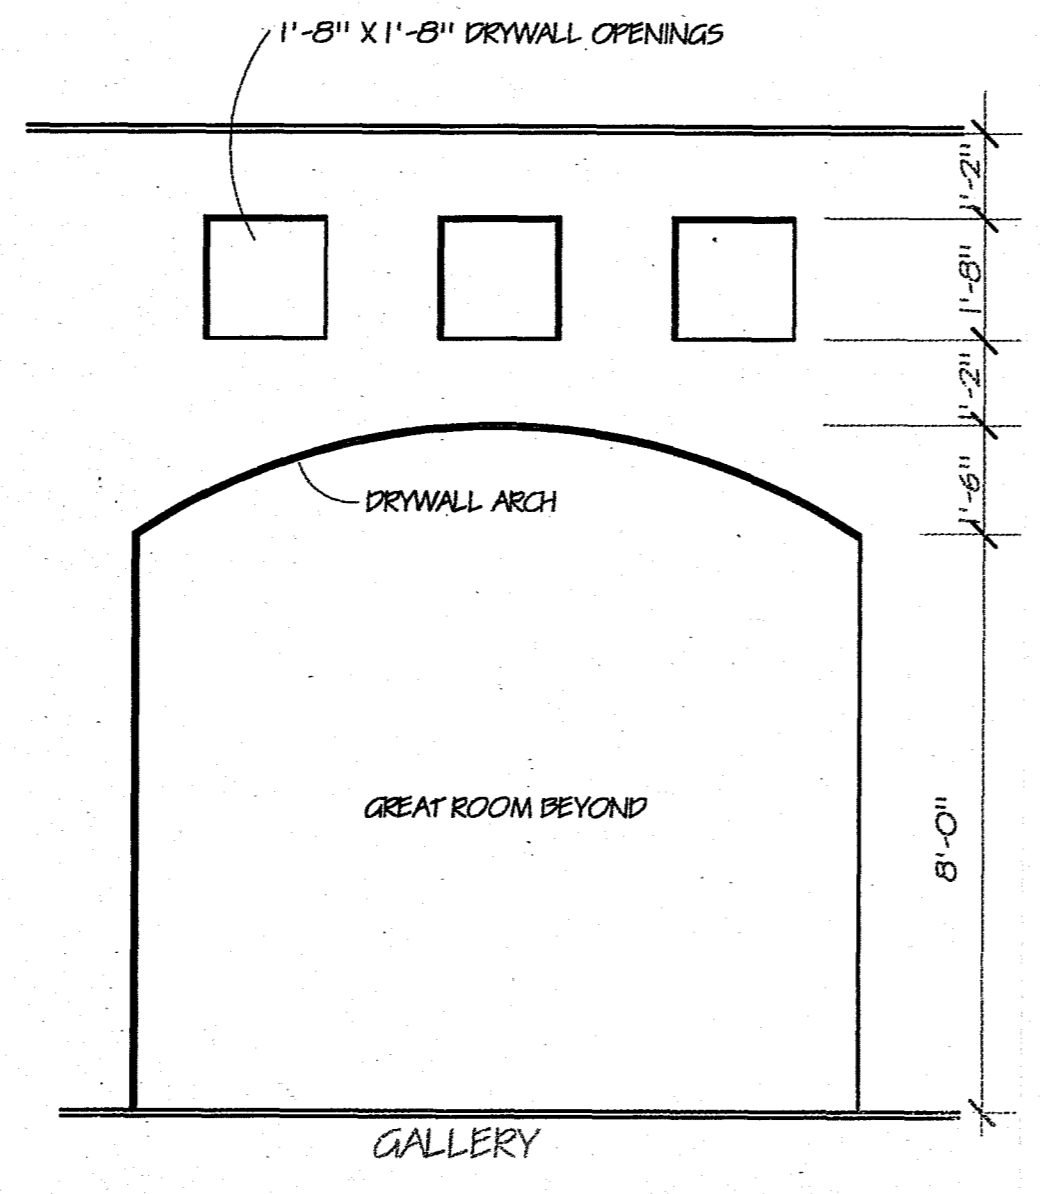 1'-8" X 1'-8" DRYWALL OPENINGS
1'-2"
1'-8"
1'-2"
DRYWALL ARCH
1'-6"
GREAT ROOM BEYOND
8'-0"
GALLERY